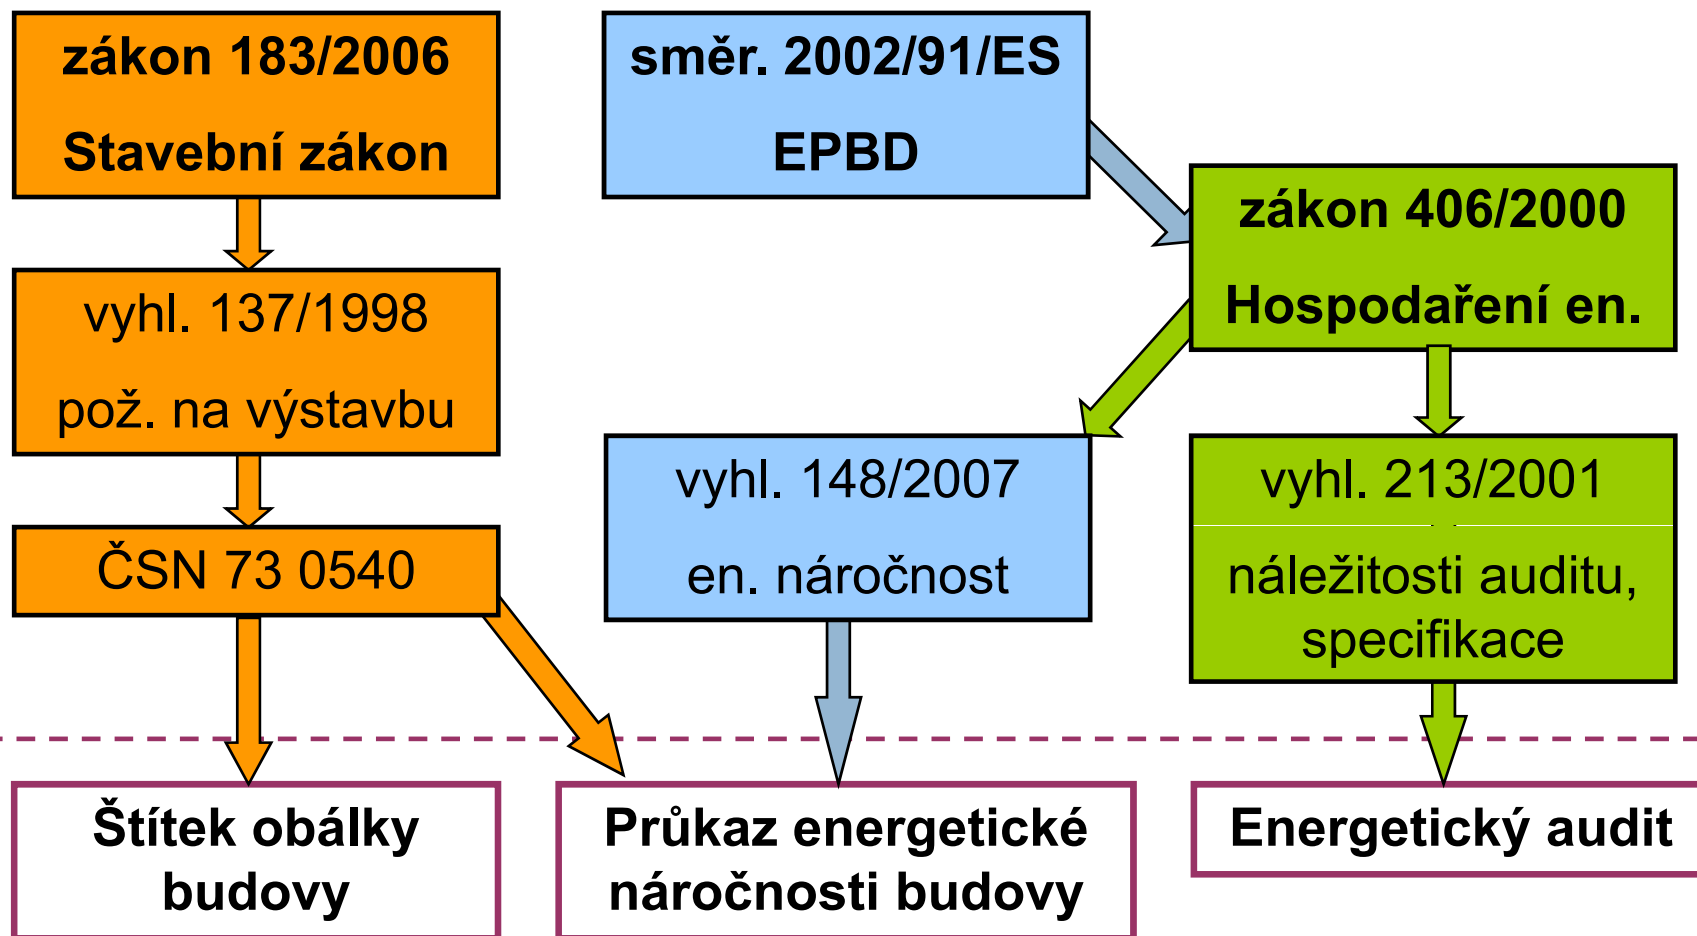 zákon 183/2006
Stavební zákon
směr. 2002/91/ES
EPBD
zákon 406/2000
Hospodaření en.
vyhl. 137/1998
pož. na výstavbu
vyhl. 148/2007
en. náročnost
vyhl. 213/2001
náležitosti auditu,
specifikace
ČSN 73 0540
Štítek obálky
budovy
Průkaz energetické
náročnosti budovy
Energetický audit